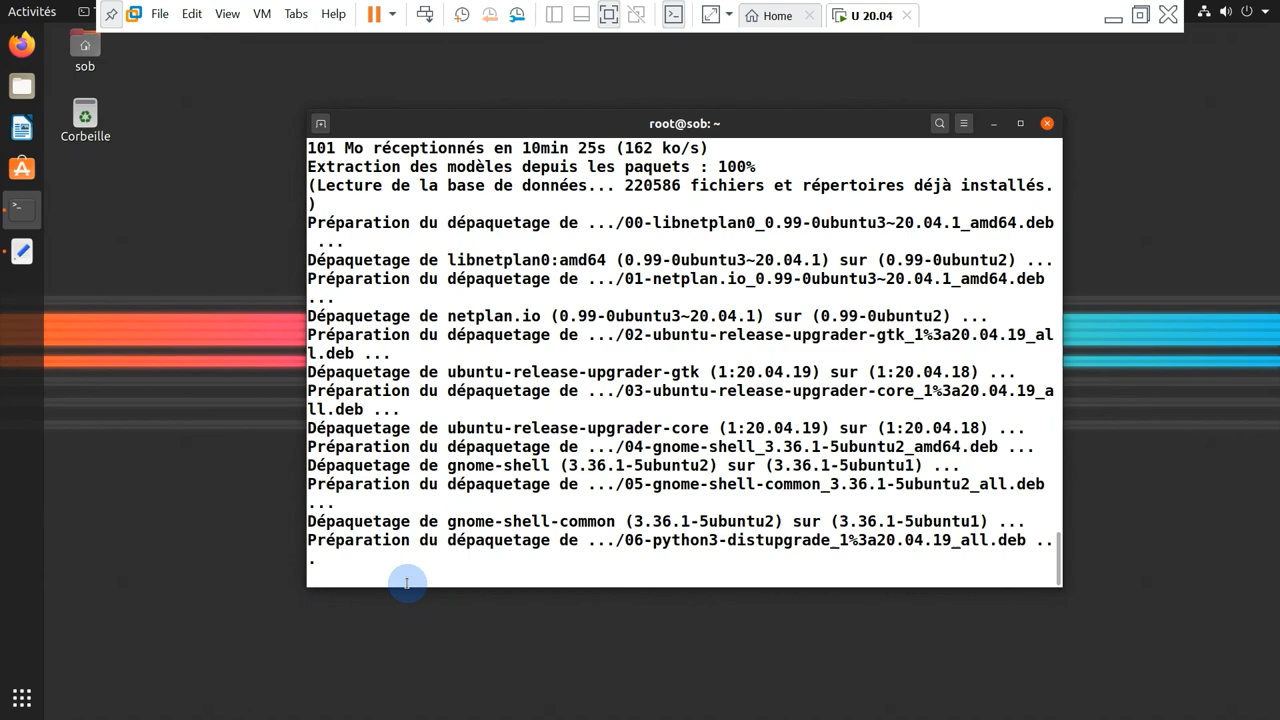 Activités
File Edit View VM Tabs Help
Home
U 20.04
sob
Corbeille
root@sob: ~
101 Mo réceptionnés en 10min 25s (162 ko/s)
Extraction des modèles depuis les paquets : 100%
(Lecture de la base de données... 220586 fichiers et répertoires déjà installés.
)
Préparation du dépaquetage de .../00-libnetplan0_0.99-0ubuntu3~20.04.1_amd64.deb
...
Dépaquetage de libnetplan0:amd64 (0.99-0ubuntu3~20.04.1) sur (0.99-0ubuntu2) ...
Préparation du dépaquetage de .../01-netplan.io_0.99-0ubuntu3~20.04.1_amd64.deb
...
Dépaquetage de netplan.io (0.99-0ubuntu3~20.04.1) sur (0.99-0ubuntu2) ...
Préparation du dépaquetage de .../02-ubuntu-release-upgrader-gtk_1%3a20.04.19_al
l.deb ...
Dépaquetage de ubuntu-release-upgrader-gtk (1:20.04.19) sur (1:20.04.18) ...
Préparation du dépaquetage de .../03-ubuntu-release-upgrader-core_1%3a20.04.19_a
ll.deb ...
Dépaquetage de ubuntu-release-upgrader-core (1:20.04.19) sur (1:20.04.18) ...
Préparation du dépaquetage de .../04-gnome-shell_3.36.1-5ubuntu2_amd64.deb ...
Dépaquetage de gnome-shell (3.36.1-5ubuntu2) sur (3.36.1-5ubuntu1) ...
Préparation du dépaquetage de .../05-gnome-shell-common_3.36.1-5ubuntu2_all.deb
...
Dépaquetage de gnome-shell-common (3.36.1-5ubuntu2) sur (3.36.1-5ubuntu1) ...
Préparation du dépaquetage de .../06-python3-distupgrade_1%3a20.04.19_all.deb ..
.